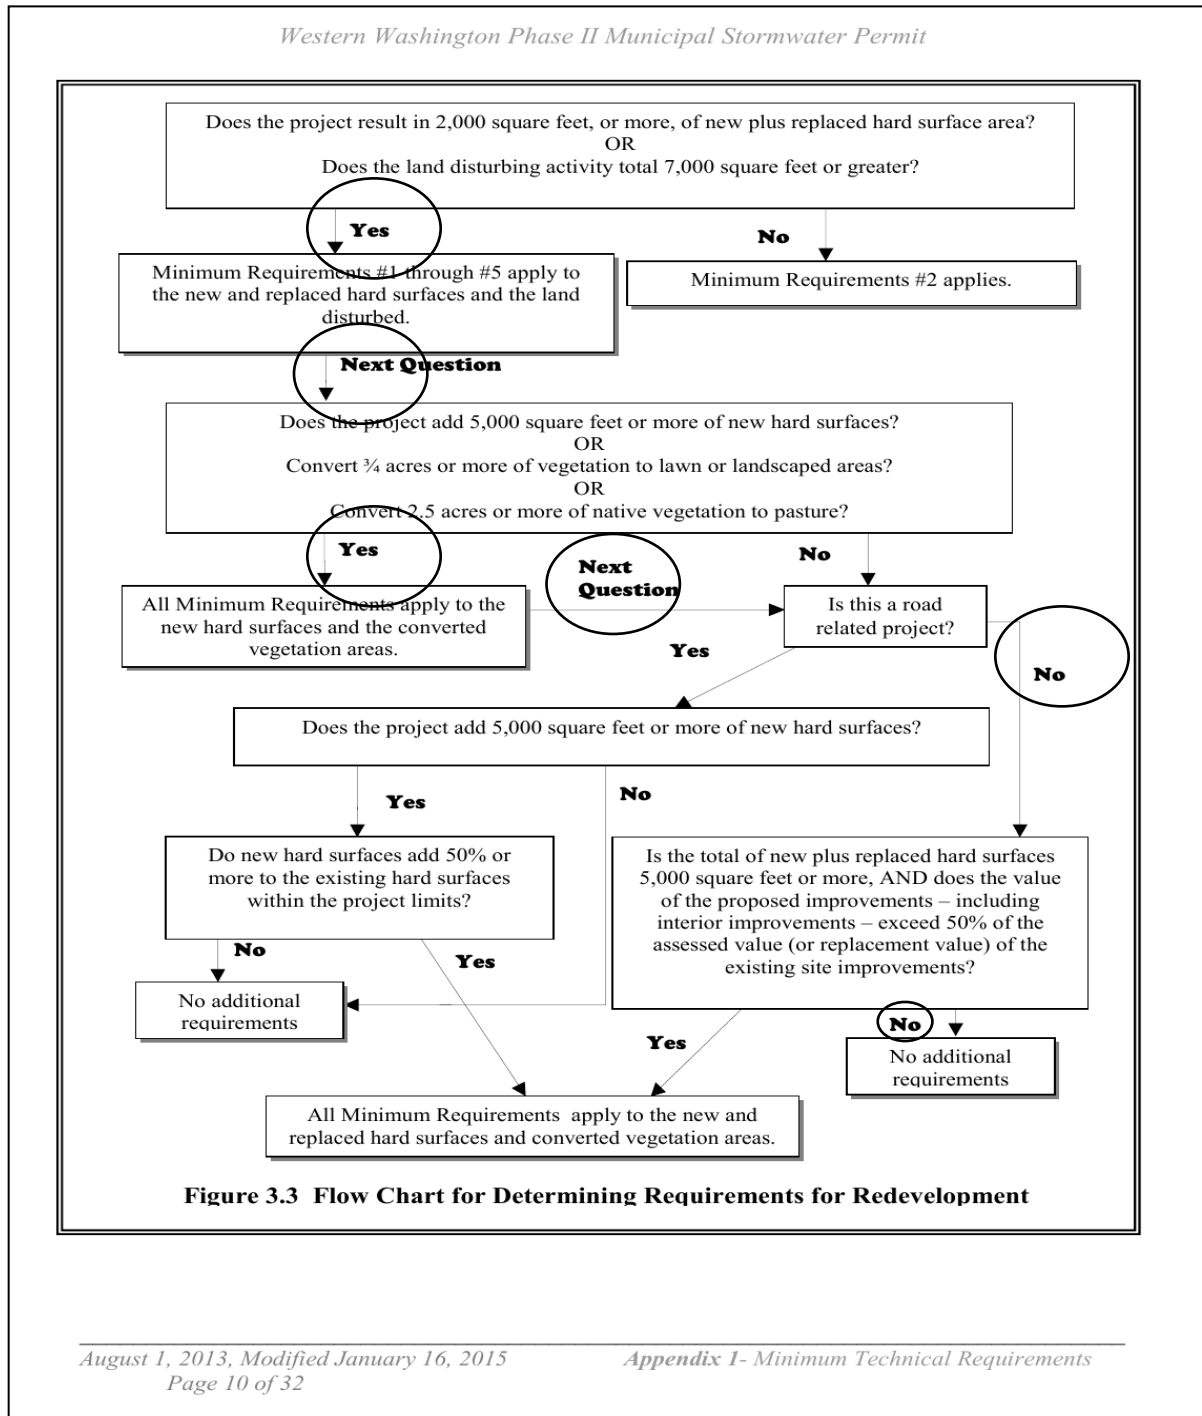 Western Washington Phase II Municipal Stormwater Permit
Does the project result in 2,000 square feet, or more, of new plus replaced hard surface area?
OR
Does the land disturbing activity total 7,000 square feet or greater?
Yes
No
Minimum Requirements #1 through #5 apply to
the new and replaced hard surfaces and the land
disturbed.
Minimum Requirements #2 applies.
Next Question
Does the project add 5,000 square feet or more of new hard surfaces?
OR
Convert ¾ acres or more of vegetation to lawn or landscaped areas?
OR
Convert 2.5 acres or more of native vegetation to pasture?
Yes
Next
Question
No
All Minimum Requirements apply to the
new hard surfaces and the converted
vegetation areas.
Is this a road
related project?
Yes
No
Does the project add 5,000 square feet or more of new hard surfaces?
Yes
No
Do new hard surfaces add 50% or
more to the existing hard surfaces
within the project limits?
Is the total of new plus replaced hard surfaces
5,000 square feet or more, AND does the value
of the proposed improvements – including
interior improvements – exceed 50% of the
assessed value (or replacement value) of the
existing site improvements?
No
Yes
No additional
requirements
Yes
No
No additional
requirements
All Minimum Requirements apply to the new and
replaced hard surfaces and converted vegetation areas.
Figure 3.3 Flow Chart for Determining Requirements for Redevelopment
August 1, 2013, Modified January 16, 2015
Appendix 1- Minimum Technical Requirements
Page 10 of 32